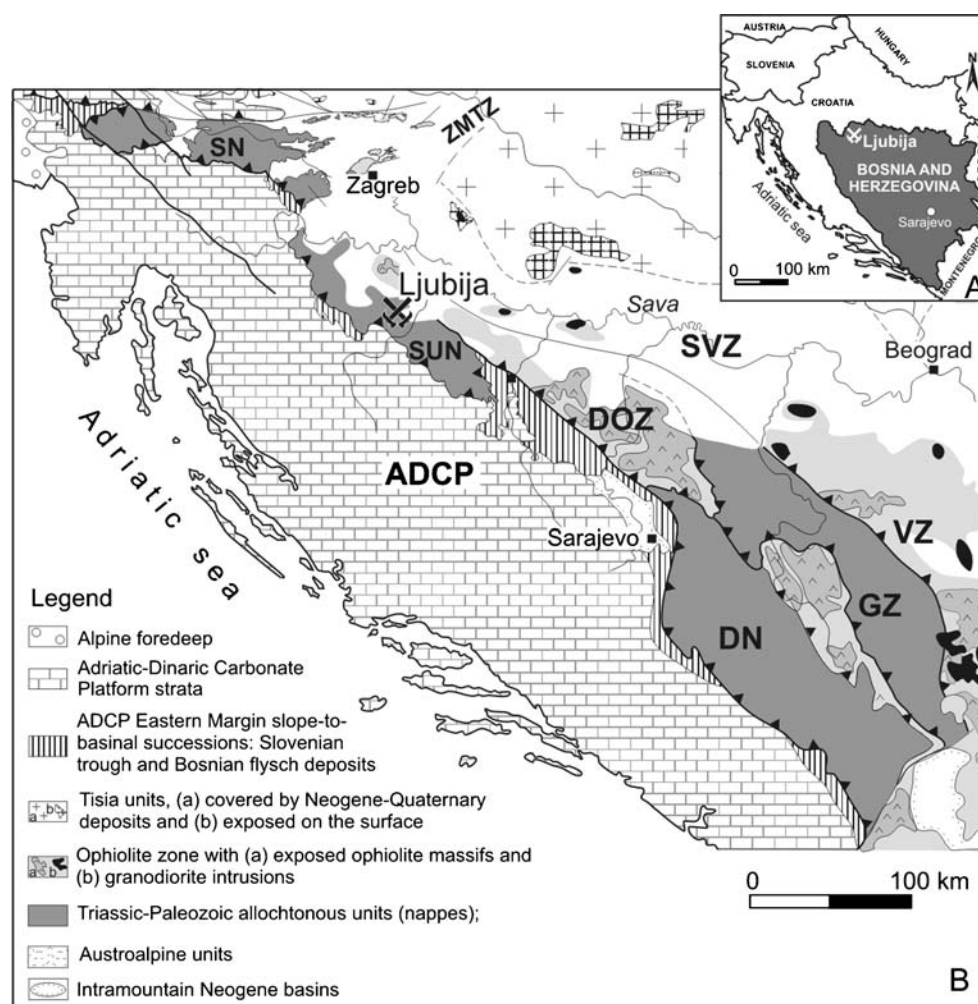 AUSTRIA
HUNGARY
SLOVENIA
N
CROATIA
Ljubija
BOSNIA AND
HERZEGOVINA
Sarajevo
Adriatic sea
MONTENEGRO
0 100 km
A
ZMTZ
SN
Zagreb
Ljubija
Sava
SUN
SVZ
Beograd
DOZ
Adriatic sea
ADCP
VZ
Sarajevo
GZ
DN
Legend
Alpine foredeep
Adriatic-Dinaric Carbonate
Platform strata
ADCP Eastern Margin slope-to-
basinal successions: Slovenian
trough and Bosnian flysch deposits
a b
Tisia units, (a) covered by Neogene-Quaternary
deposits and (b) exposed on the surface
a b
Ophiolite zone with (a) exposed ophiolite massifs and
(b) granodiorite intrusions
Triassic-Paleozoic allochtonous units (nappes);
Austroalpine units
Intramountain Neogene basins
0 100 km
B